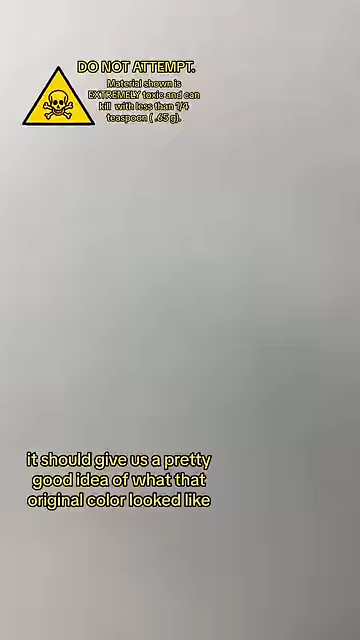 DO NOT ATTEMPT.
Material shown is
EXTREMELY toxic and can
kill with less than 1/4
teaspoon ( .65 g).
it should give us a pretty
good idea of what that
original color looked like